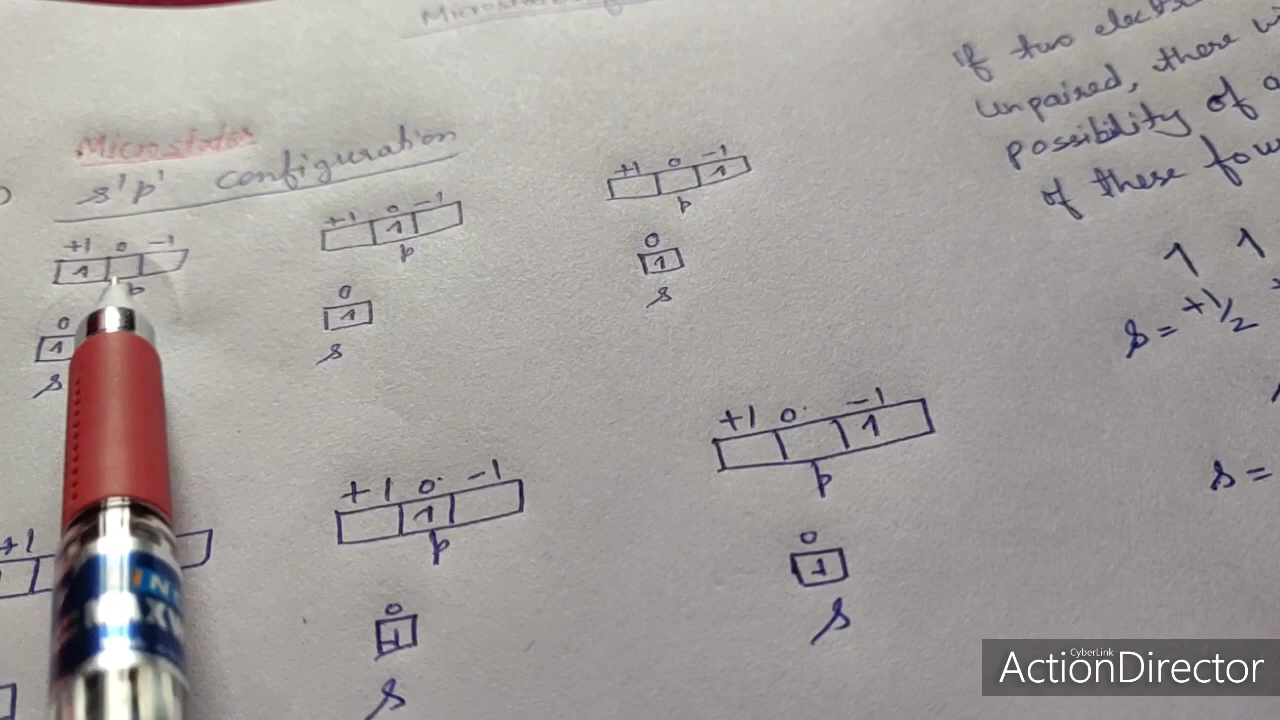 Microstates
s¹p¹ configuration
+1 0 -1
1
p
0
1
s
+1 0 -1
1
p
0
1
s
+1 0 -1
1
p
0
1
s
+1
+1 0 -1
1
p
0
s
+1 0 -1
1
p
0
s
If two
unpaired, there
possibility of
of these
1 1
s = +1/2
s =
CyberLink
ActionDirector